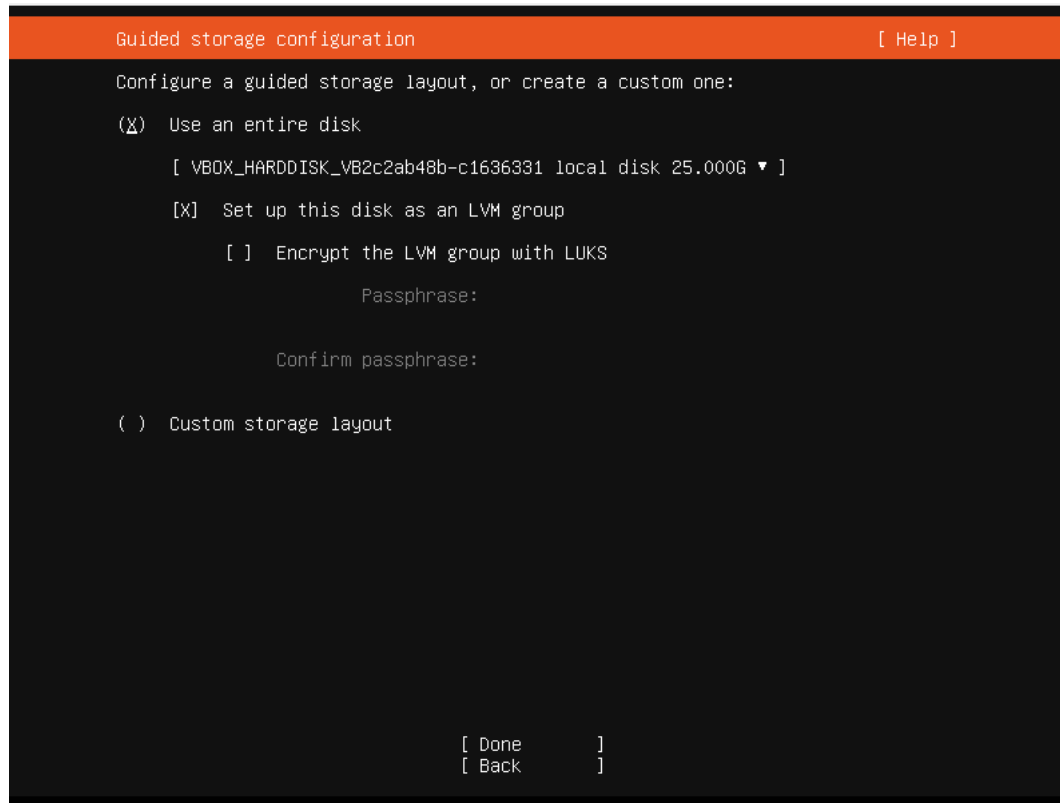 Guided storage configuration [ Help ]
Configure a guided storage layout, or create a custom one:
(X) Use an entire disk
[ VBOX_HARDDISK_VB2c2ab48b-c1636331 local disk 25.000G ▾ ]
[X] Set up this disk as an LVM group
[ ] Encrypt the LVM group with LUKS
Passphrase:
Confirm passphrase:
( ) Custom storage layout
[ Done ]
[ Back ]